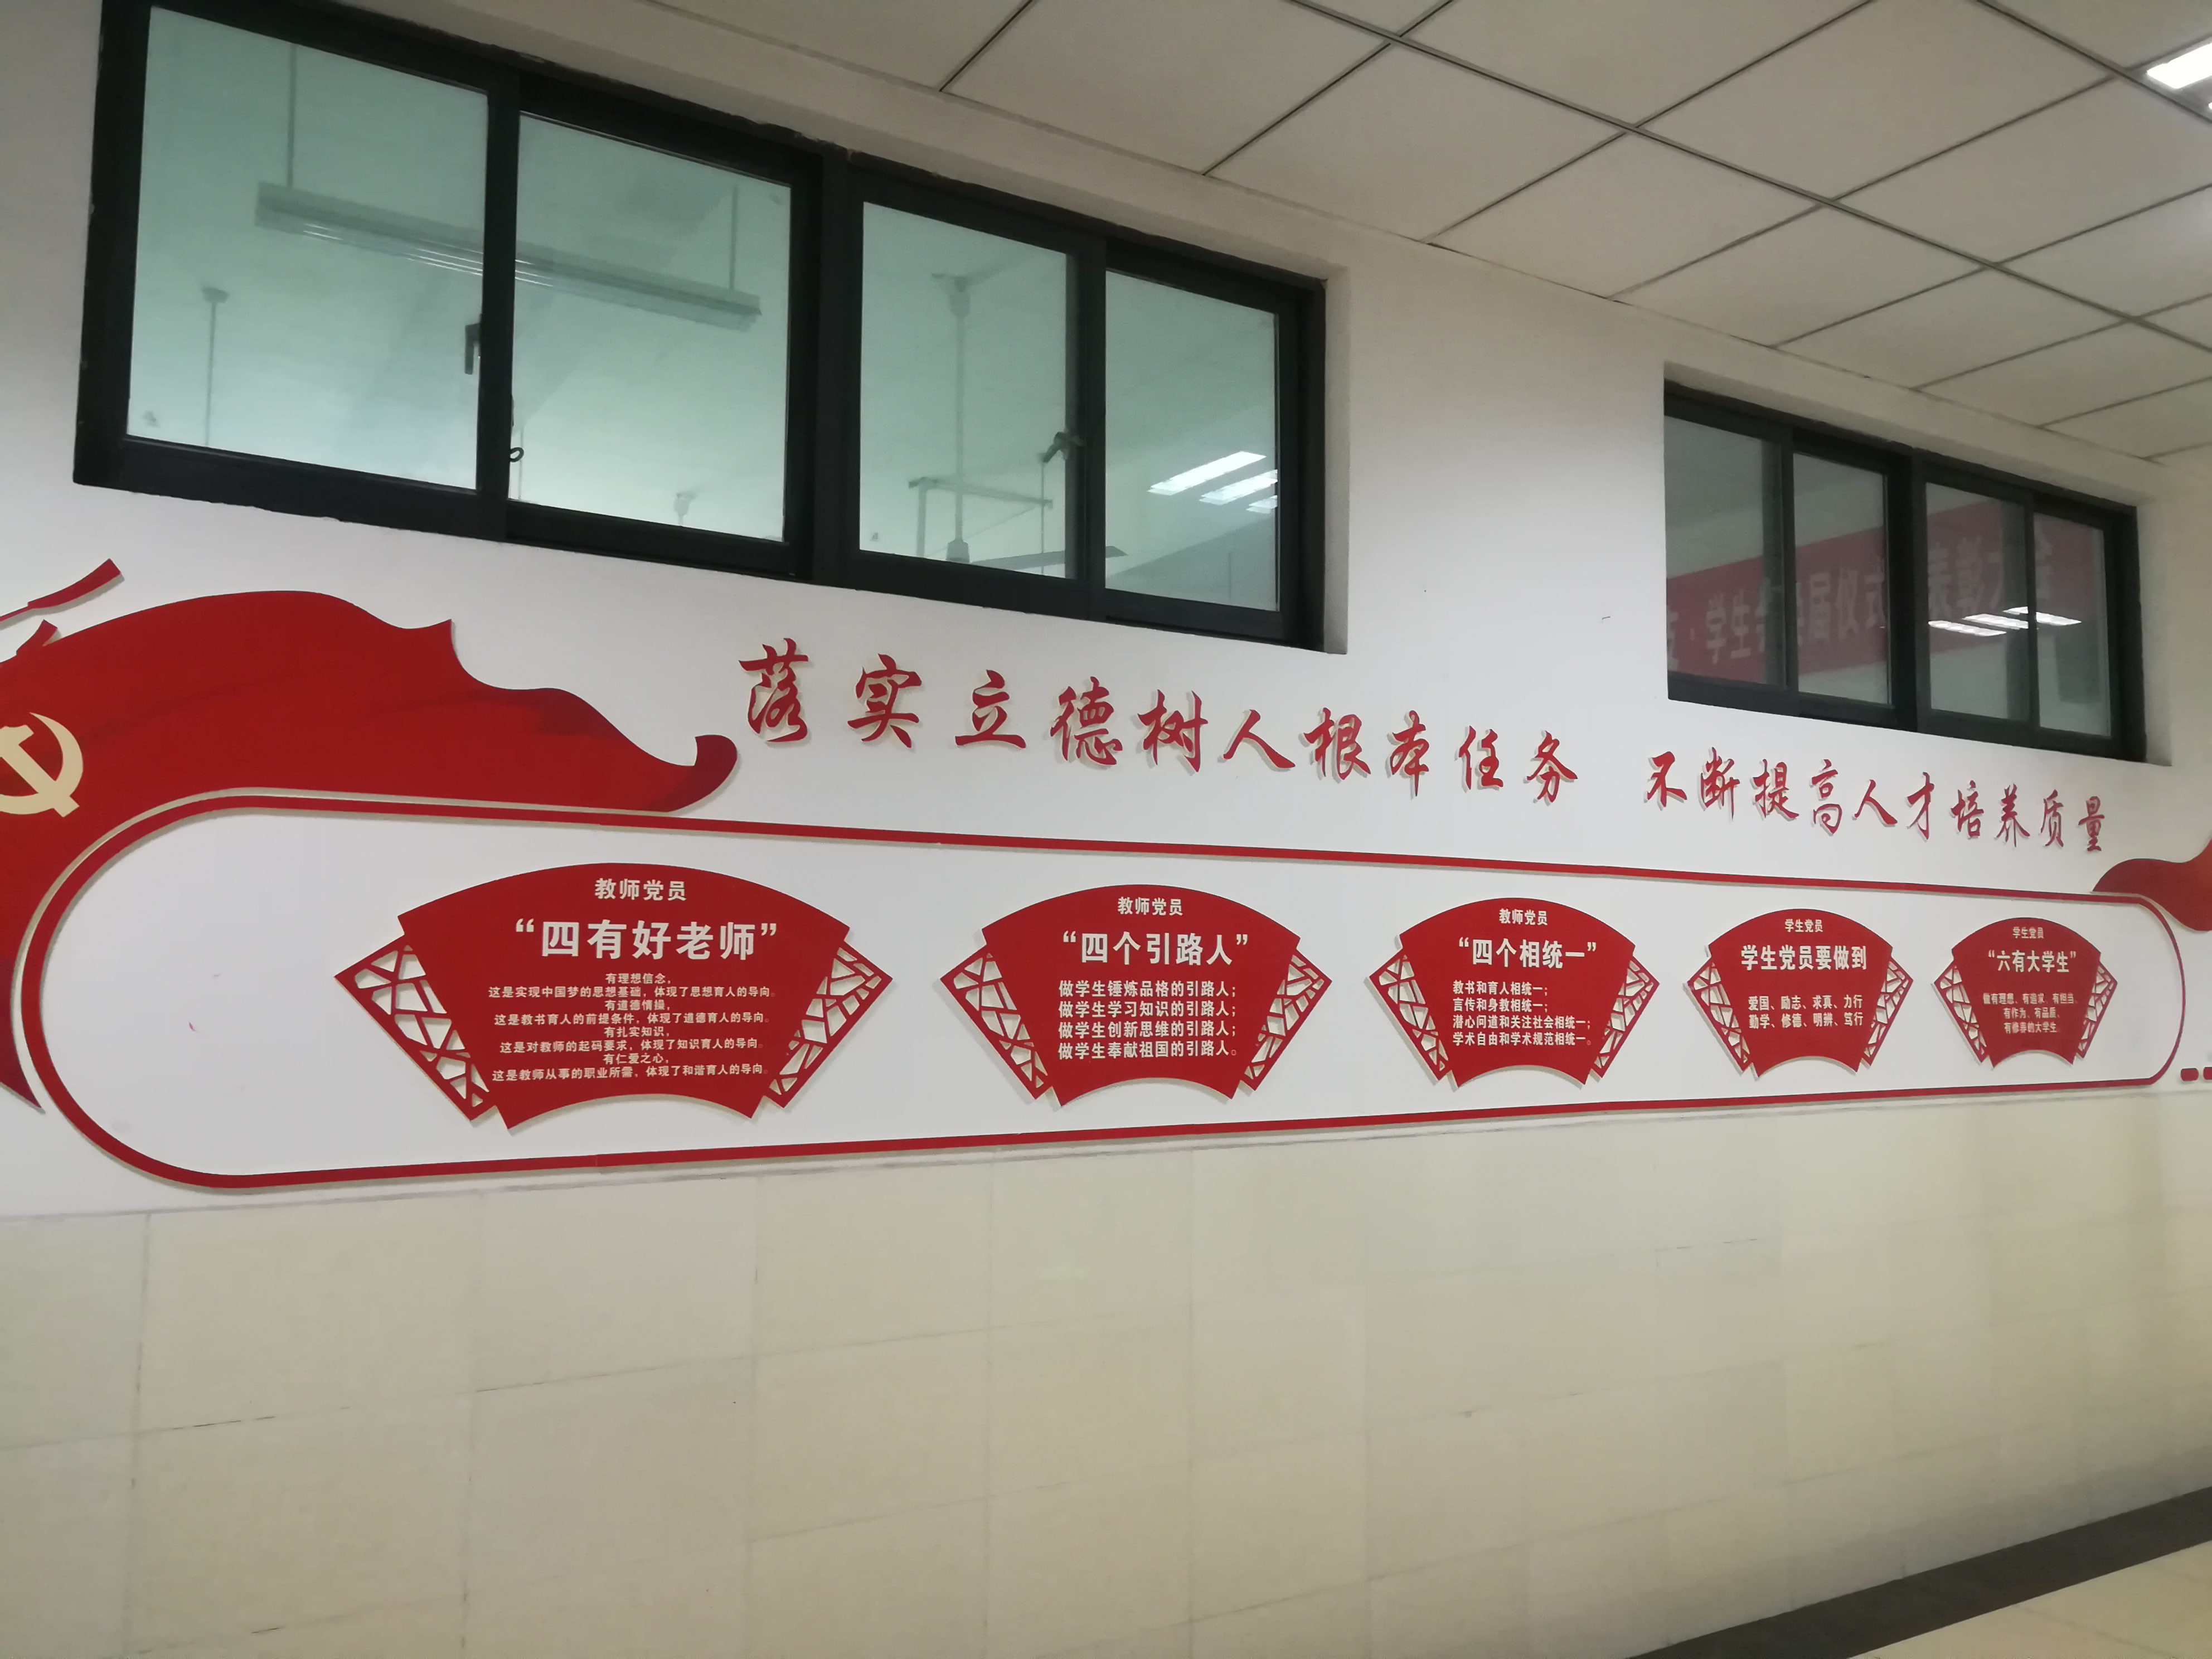 支·学生会换届仪式
表彰大会
落实立德树人根本任务 不断提高人才培养质量
教师党员
“四有好老师”
有理想信念，
这是实现中国梦的思想基础，体现了思想育人的导向。
有道德情操，
这是教书育人的前提条件，体现了道德育人的导向。
有扎实知识，
这是对教师的起码要求，体现了知识育人的导向。
有仁爱之心，
这是教师从事的职业所需、体现了和谐育人的导向。
教师党员
“四个引路人”
做学生锤炼品格的引路人；
做学生学习知识的引路人；
做学生创新思维的引路人；
做学生奉献祖国的引路人。
教师党员
“四个相统一”
教书和育人相统一；
言传和身教相统一；
潜心问道和关注社会相统一；
学术自由和学术规范相统一。
学生党员
学生党员要做到
爱国、励志、求真、力行
勤学、修德、明辨、笃行
学生党员
“六有大学生”
做有理想、有追求、有担当、
有作为、有品质、
有修养的大学生